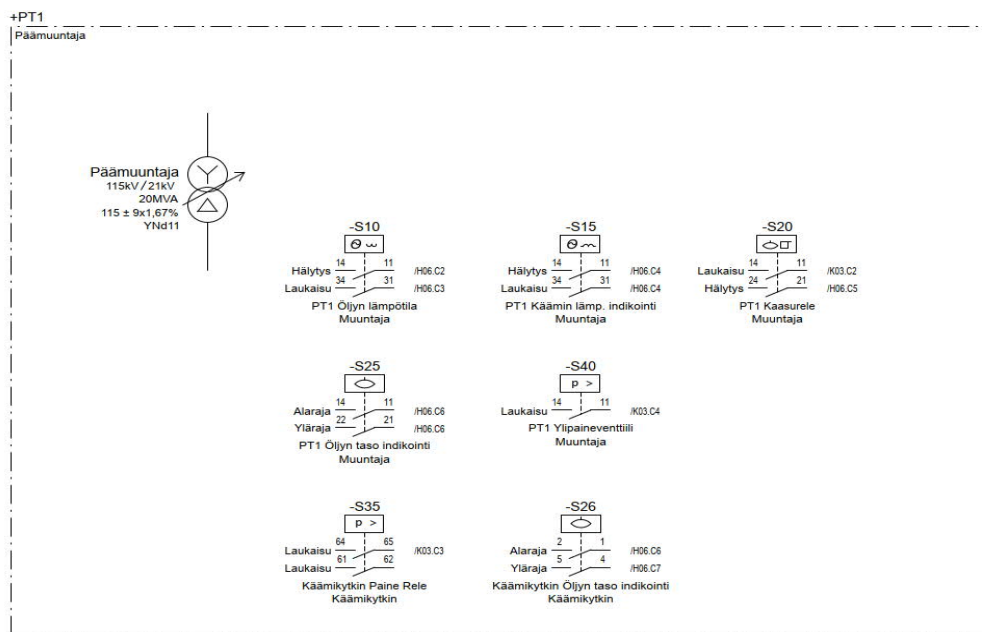 +PT1
Päämuuntaja
Päämuuntaja
115kV/21kV
20MVA
115 ± 9x1,67%
YNd11
-S10
14 11
Hälytys /H06.C2
34 31
Laukaisu /H06.C3
PT1 Öljyn lämpötila
Muuntaja
-S15
14 11
Hälytys /H06.C4
34 31
Laukaisu /H06.C4
PT1 Käämin lämp. indikointi
Muuntaja
-S20
14 11
Laukaisu /K03.C2
24 21
Hälytys /H06.C5
PT1 Kaasurele
Muuntaja
-S25
14 11
Alaraja /H06.C6
22 21
Yläraja /H06.C6
PT1 Öljyn taso indikointi
Muuntaja
-S40
p >
14 11
Laukaisu /K03.C4
PT1 Ylipaineventtiili
Muuntaja
-S35
p >
64 65
Laukaisu /K03.C3
61 62
Laukaisu
Käämikytkin Paine Rele
Käämikytkin
-S26
2 1
Alaraja /H06.C6
5 4
Yläraja /H06.C7
Käämikytkin Öljyn taso indikointi
Käämikytkin